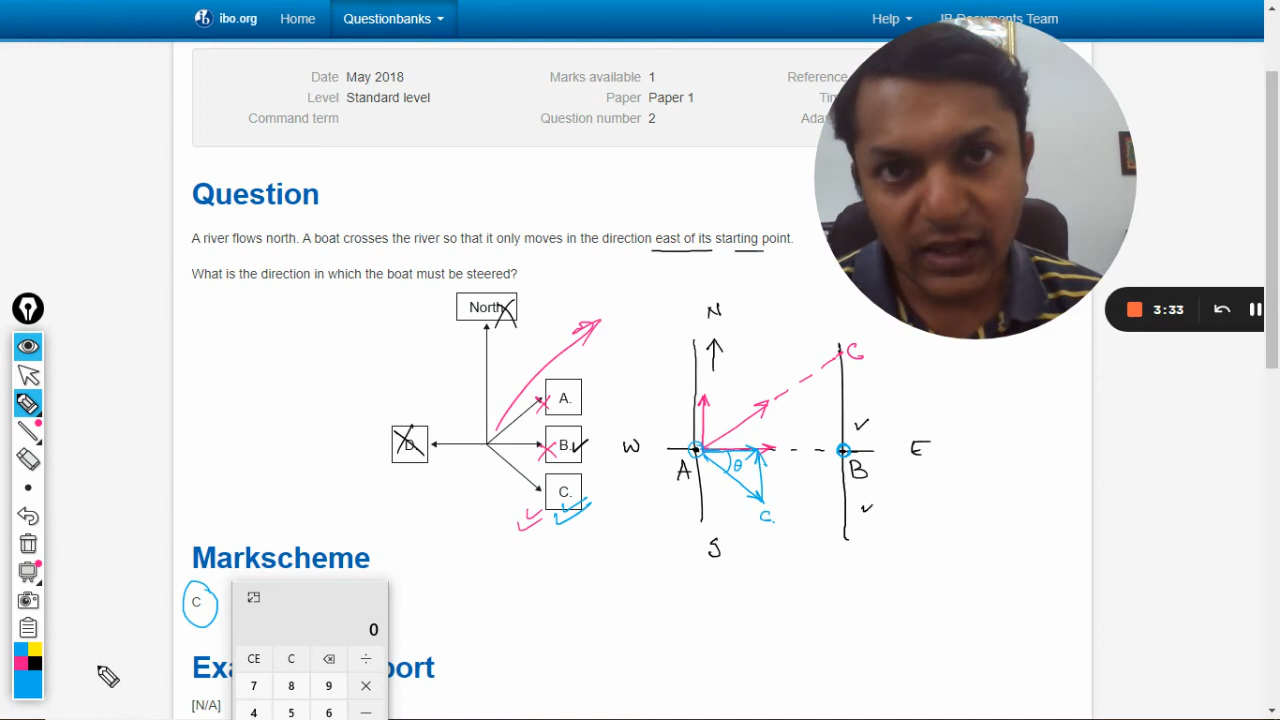 ibo.org Home Questionbanks Help IB Documents Team
Date May 2018 Marks available 1 Reference
Level Standard level Paper Paper 1
Command term Question number 2
Question
A river flows north. A boat crosses the river so that it only moves in the direction east of its starting point.
What is the direction in which the boat must be steered?
North
N
3:33
C
A.
D.
B.
W
E
A
B
θ
C.
C.
S
Markscheme
C
0
CE C ⌫ ÷
Exa port
7 8 9 ×
[N/A]
4 5 6 −